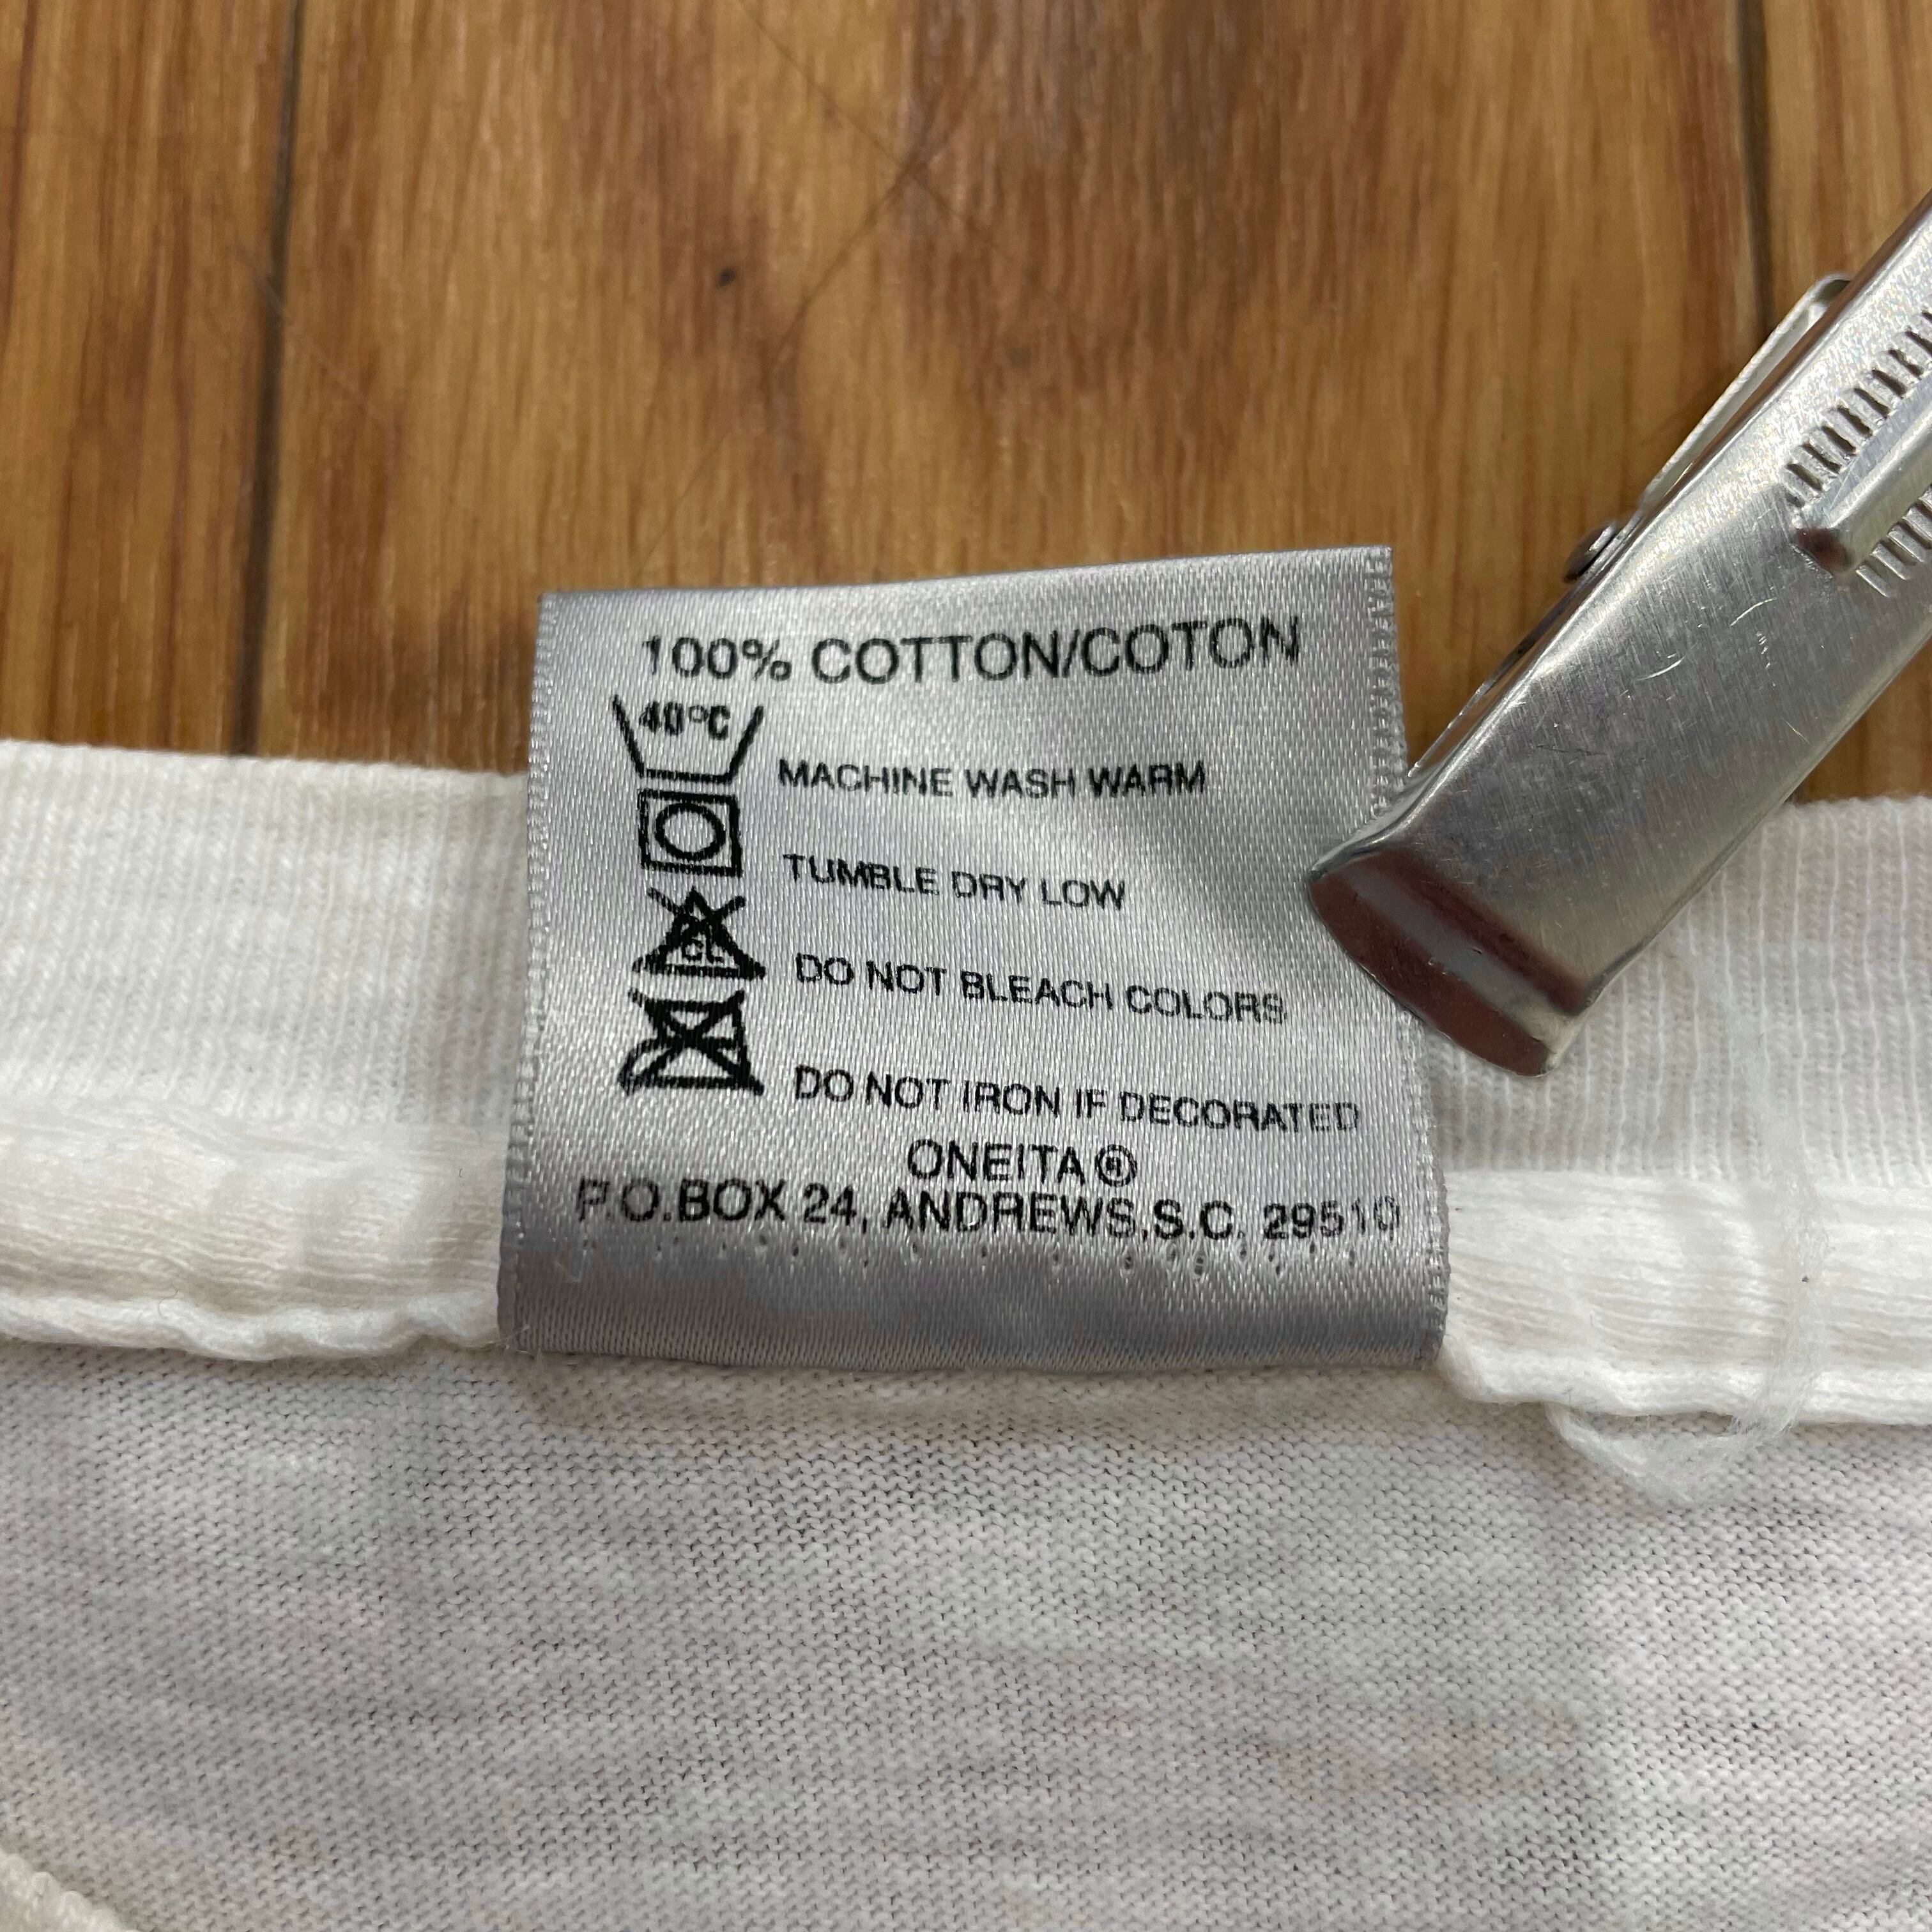 100% COTTON/COTON
40°C
MACHINE WASH WARM
TUMBLE DRY LOW
CL
DO NOT BLEACH COLORS
DO NOT IRON IF DECORATED
ONEITA®
P.O.BOX 24, ANDREWS,S.C. 29510